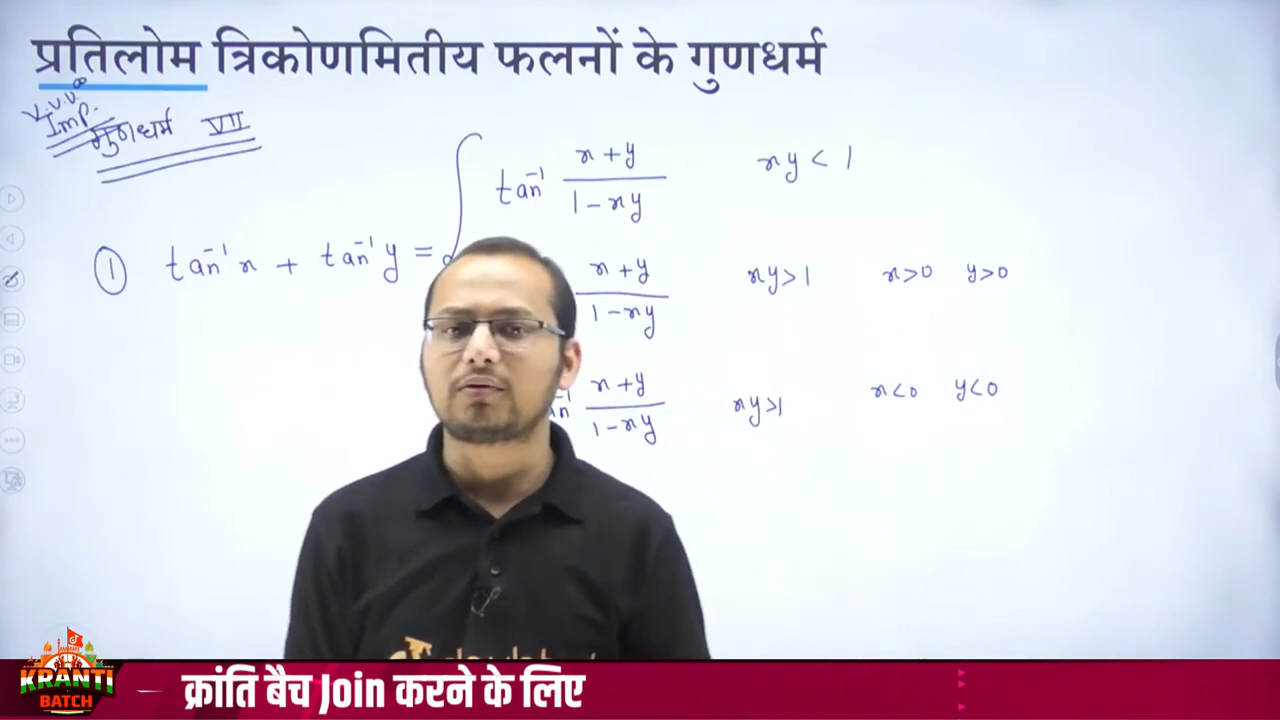 प्रतिलोम त्रिकोणमितीय फलनों के गुणधर्म
V.V.V.
Imp.
गुणधर्म VII
tan⁻¹ x+y / 1-xy   xy < 1
① tan⁻¹x + tan⁻¹y =
x+y / 1-xy   xy>1   x>0   y>0
x+y / 1-xy   xy>1   x<0   y<0
KRANTI
BATCH
क्रांति बैच Join करने के लिए